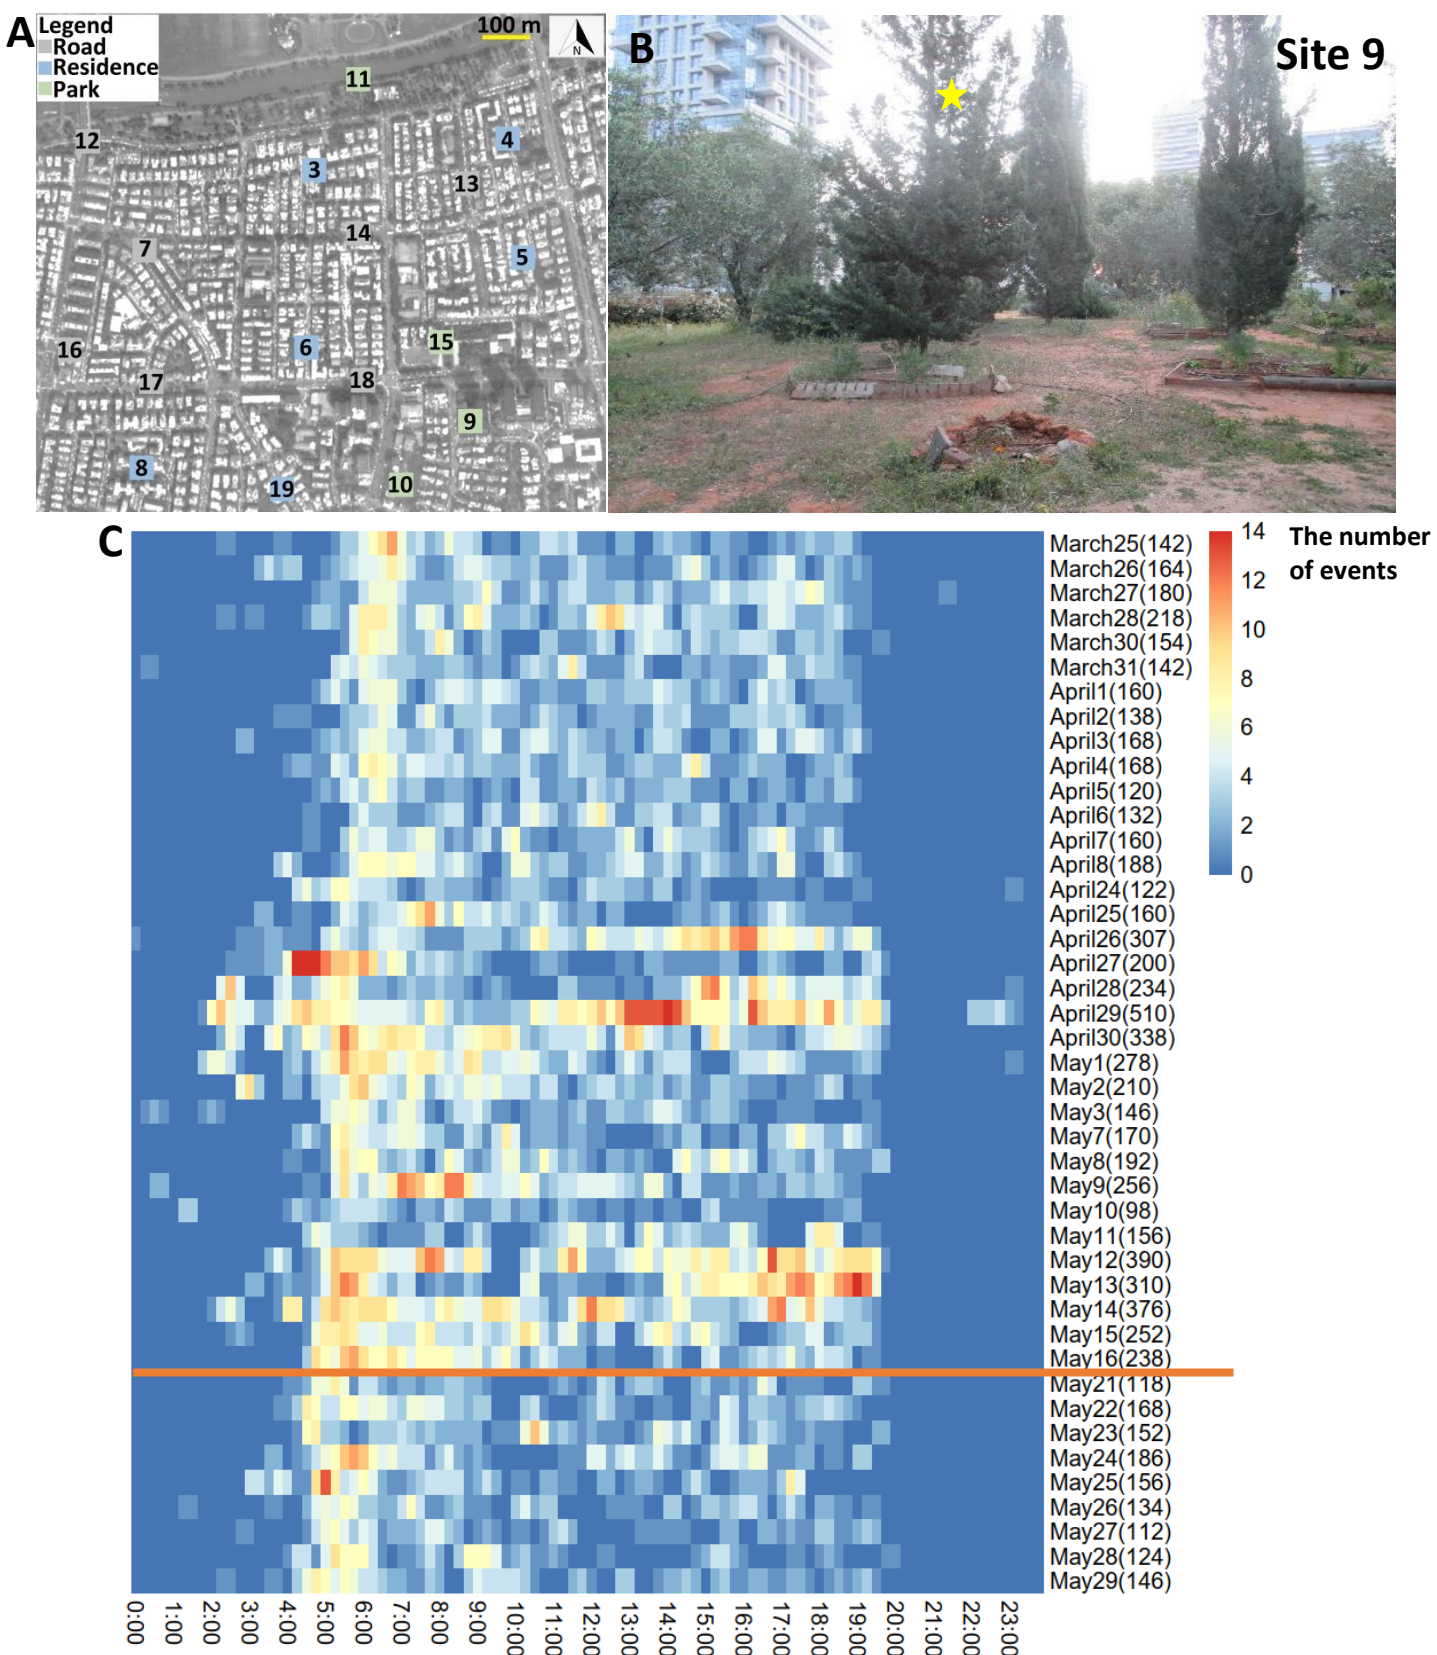 A
Legend
Road
Residence
Park
100 m
N
11
12
4
3
13
14
7
5
15
6
16
17
18
9
8
19
10
B
Site 9
C
14
12
10
8
6
4
2
0
The number
of events
March25(142)
March26(164)
March27(180)
March28(218)
March30(154)
March31(142)
April1(160)
April2(138)
April3(168)
April4(168)
April5(120)
April6(132)
April7(160)
April8(188)
April24(122)
April25(160)
April26(307)
April27(200)
April28(234)
April29(510)
April30(338)
May1(278)
May2(210)
May3(146)
May7(170)
May8(192)
May9(256)
May10(98)
May11(156)
May12(390)
May13(310)
May14(376)
May15(252)
May16(238)
May21(118)
May22(168)
May23(152)
May24(186)
May25(156)
May26(134)
May27(112)
May28(124)
May29(146)
0:00
1:00
2:00
3:00
4:00
5:00
6:00
7:00
8:00
9:00
10:00
11:00
12:00
13:00
14:00
15:00
16:00
17:00
18:00
19:00
20:00
21:00
22:00
23:00